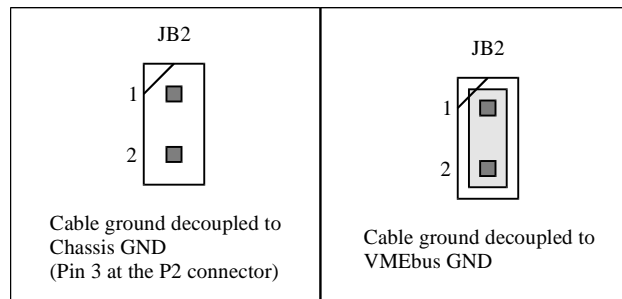 JB2
1
2
Cable ground decoupled to
Chassis GND
(Pin 3 at the P2 connector)
JB2
1
2
Cable ground decoupled to
VMEbus GND